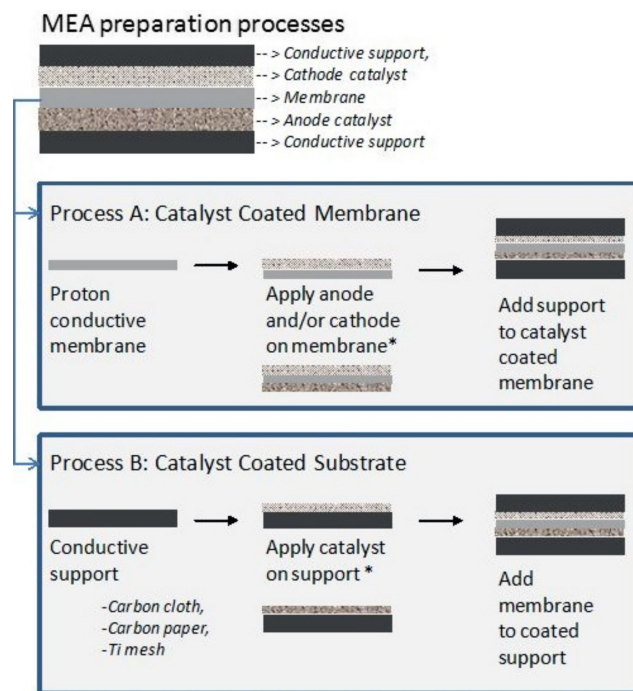 MEA preparation processes
-- > Conductive support,
-- > Cathode catalyst
-- > Membrane
-- > Anode catalyst
-- > Conductive support
Process A: Catalyst Coated Membrane
Proton
conductive
membrane
Apply anode
and/or cathode
on membrane*
Add support
to catalyst
coated
membrane
Process B: Catalyst Coated Substrate
Conductive
support
-Carbon cloth,
-Carbon paper,
-Ti mesh
Apply catalyst
on support *
Add
membrane
to coated
support